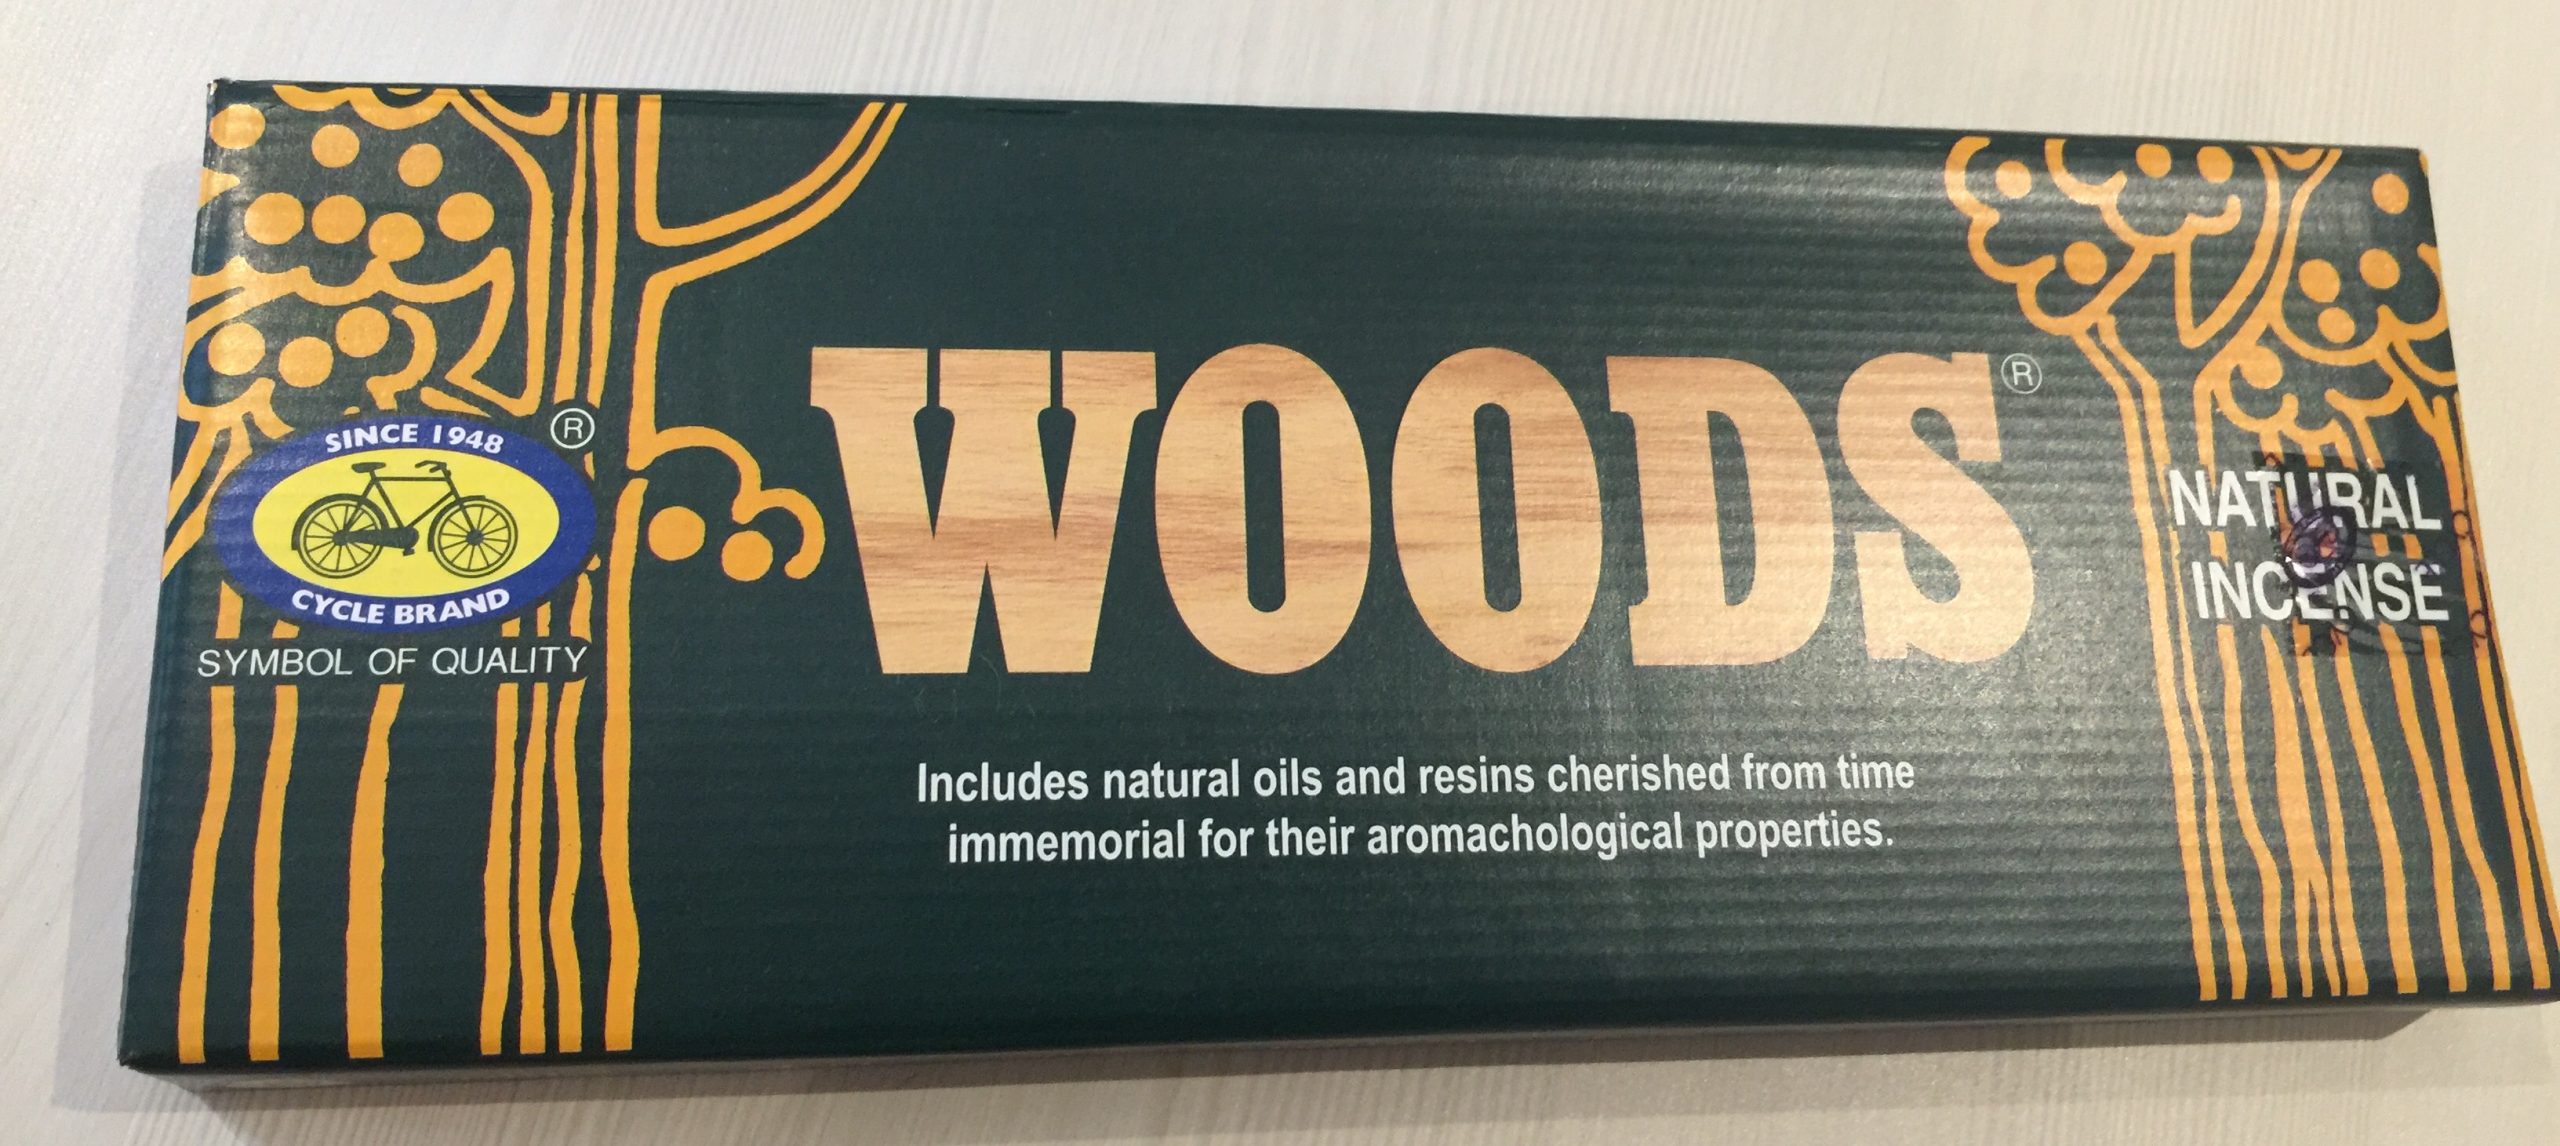 SINCE 1948
®
CYCLE BRAND
SYMBOL OF QUALITY
WOODS®
Includes natural oils and resins cherished from time
immemorial for their aromachological properties.
NATURAL
INCENSE